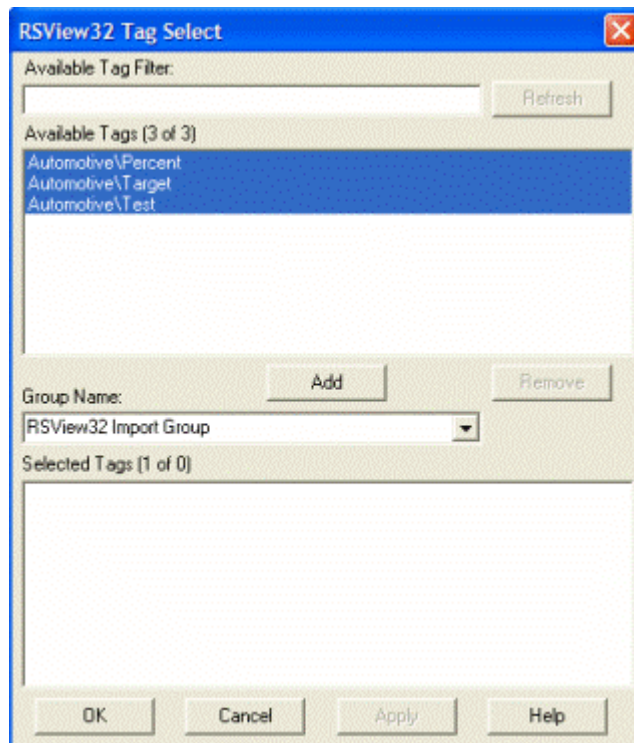 RSView32 Tag Select
Available Tag Filter:
Refresh
Available Tags (3 of 3)
Automotive\Percent
Automotive\Target
Automotive\Test
Add
Remove
Group Name:
RSView32 Import Group
Selected Tags (1 of 0)
OK
Cancel
Apply
Help